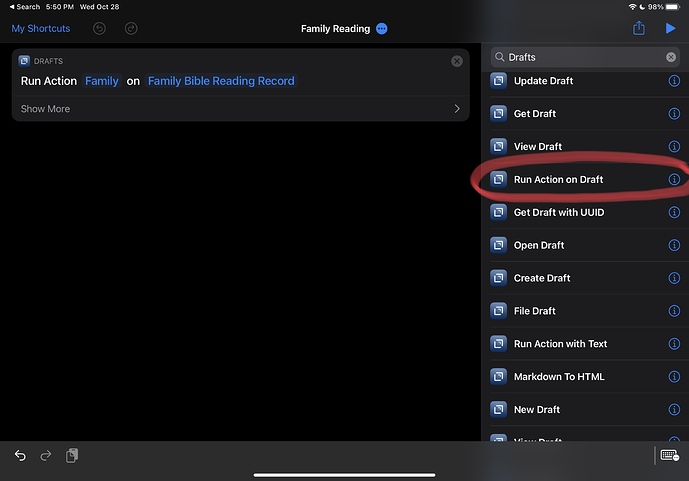 Search 5:50 PM Wed Oct 28
98%
My Shortcuts
Family Reading
DRAFTS
Run Action Family on Family Bible Reading Record
Show More
Drafts
Update Draft
Get Draft
View Draft
Run Action on Draft
Get Draft with UUID
Open Draft
Create Draft
File Draft
Run Action with Text
Markdown To HTML
New Draft
View Draft